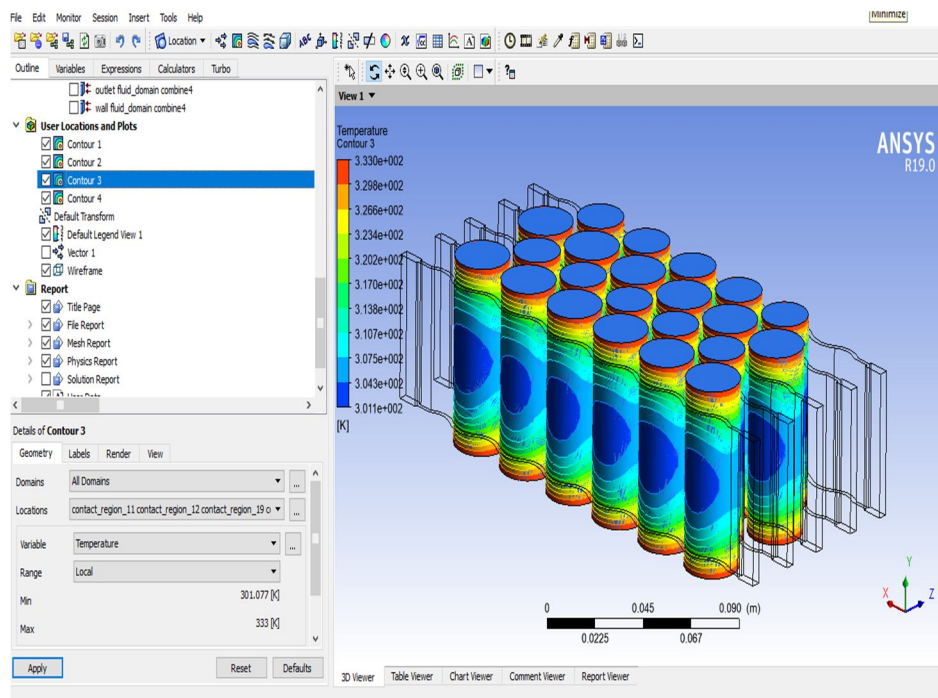 Minimize
File Edit Monitor Session Insert Tools Help
Location
Outline Variables Expressions Calculators Turbo
outlet fluid_domain combine4
wall fluid_domain combine4
User Locations and Plots
Contour 1
Contour 2
Contour 3
Contour 4
Default Transform
Default Legend View 1
Vector 1
Wireframe
Report
Title Page
File Report
Mesh Report
Physics Report
Solution Report
Details of Contour 3
Geometry Labels Render View
Domains All Domains ...
Locations contact_region_11 contact_region_12 contact_region_19 c ...
Variable Temperature ...
Range Local
Min 301.077 [K]
Max 333 [K]
Apply Reset Defaults
View 1
Temperature
Contour 3
3.330e+002
3.298e+002
3.266e+002
3.234e+002
3.202e+002
3.170e+002
3.138e+002
3.107e+002
3.075e+002
3.043e+002
3.011e+002
[K]
ANSYS
R19.0
0 0.045 0.090 (m)
0.0225 0.067
Y
X Z
3D Viewer Table Viewer Chart Viewer Comment Viewer Report Viewer